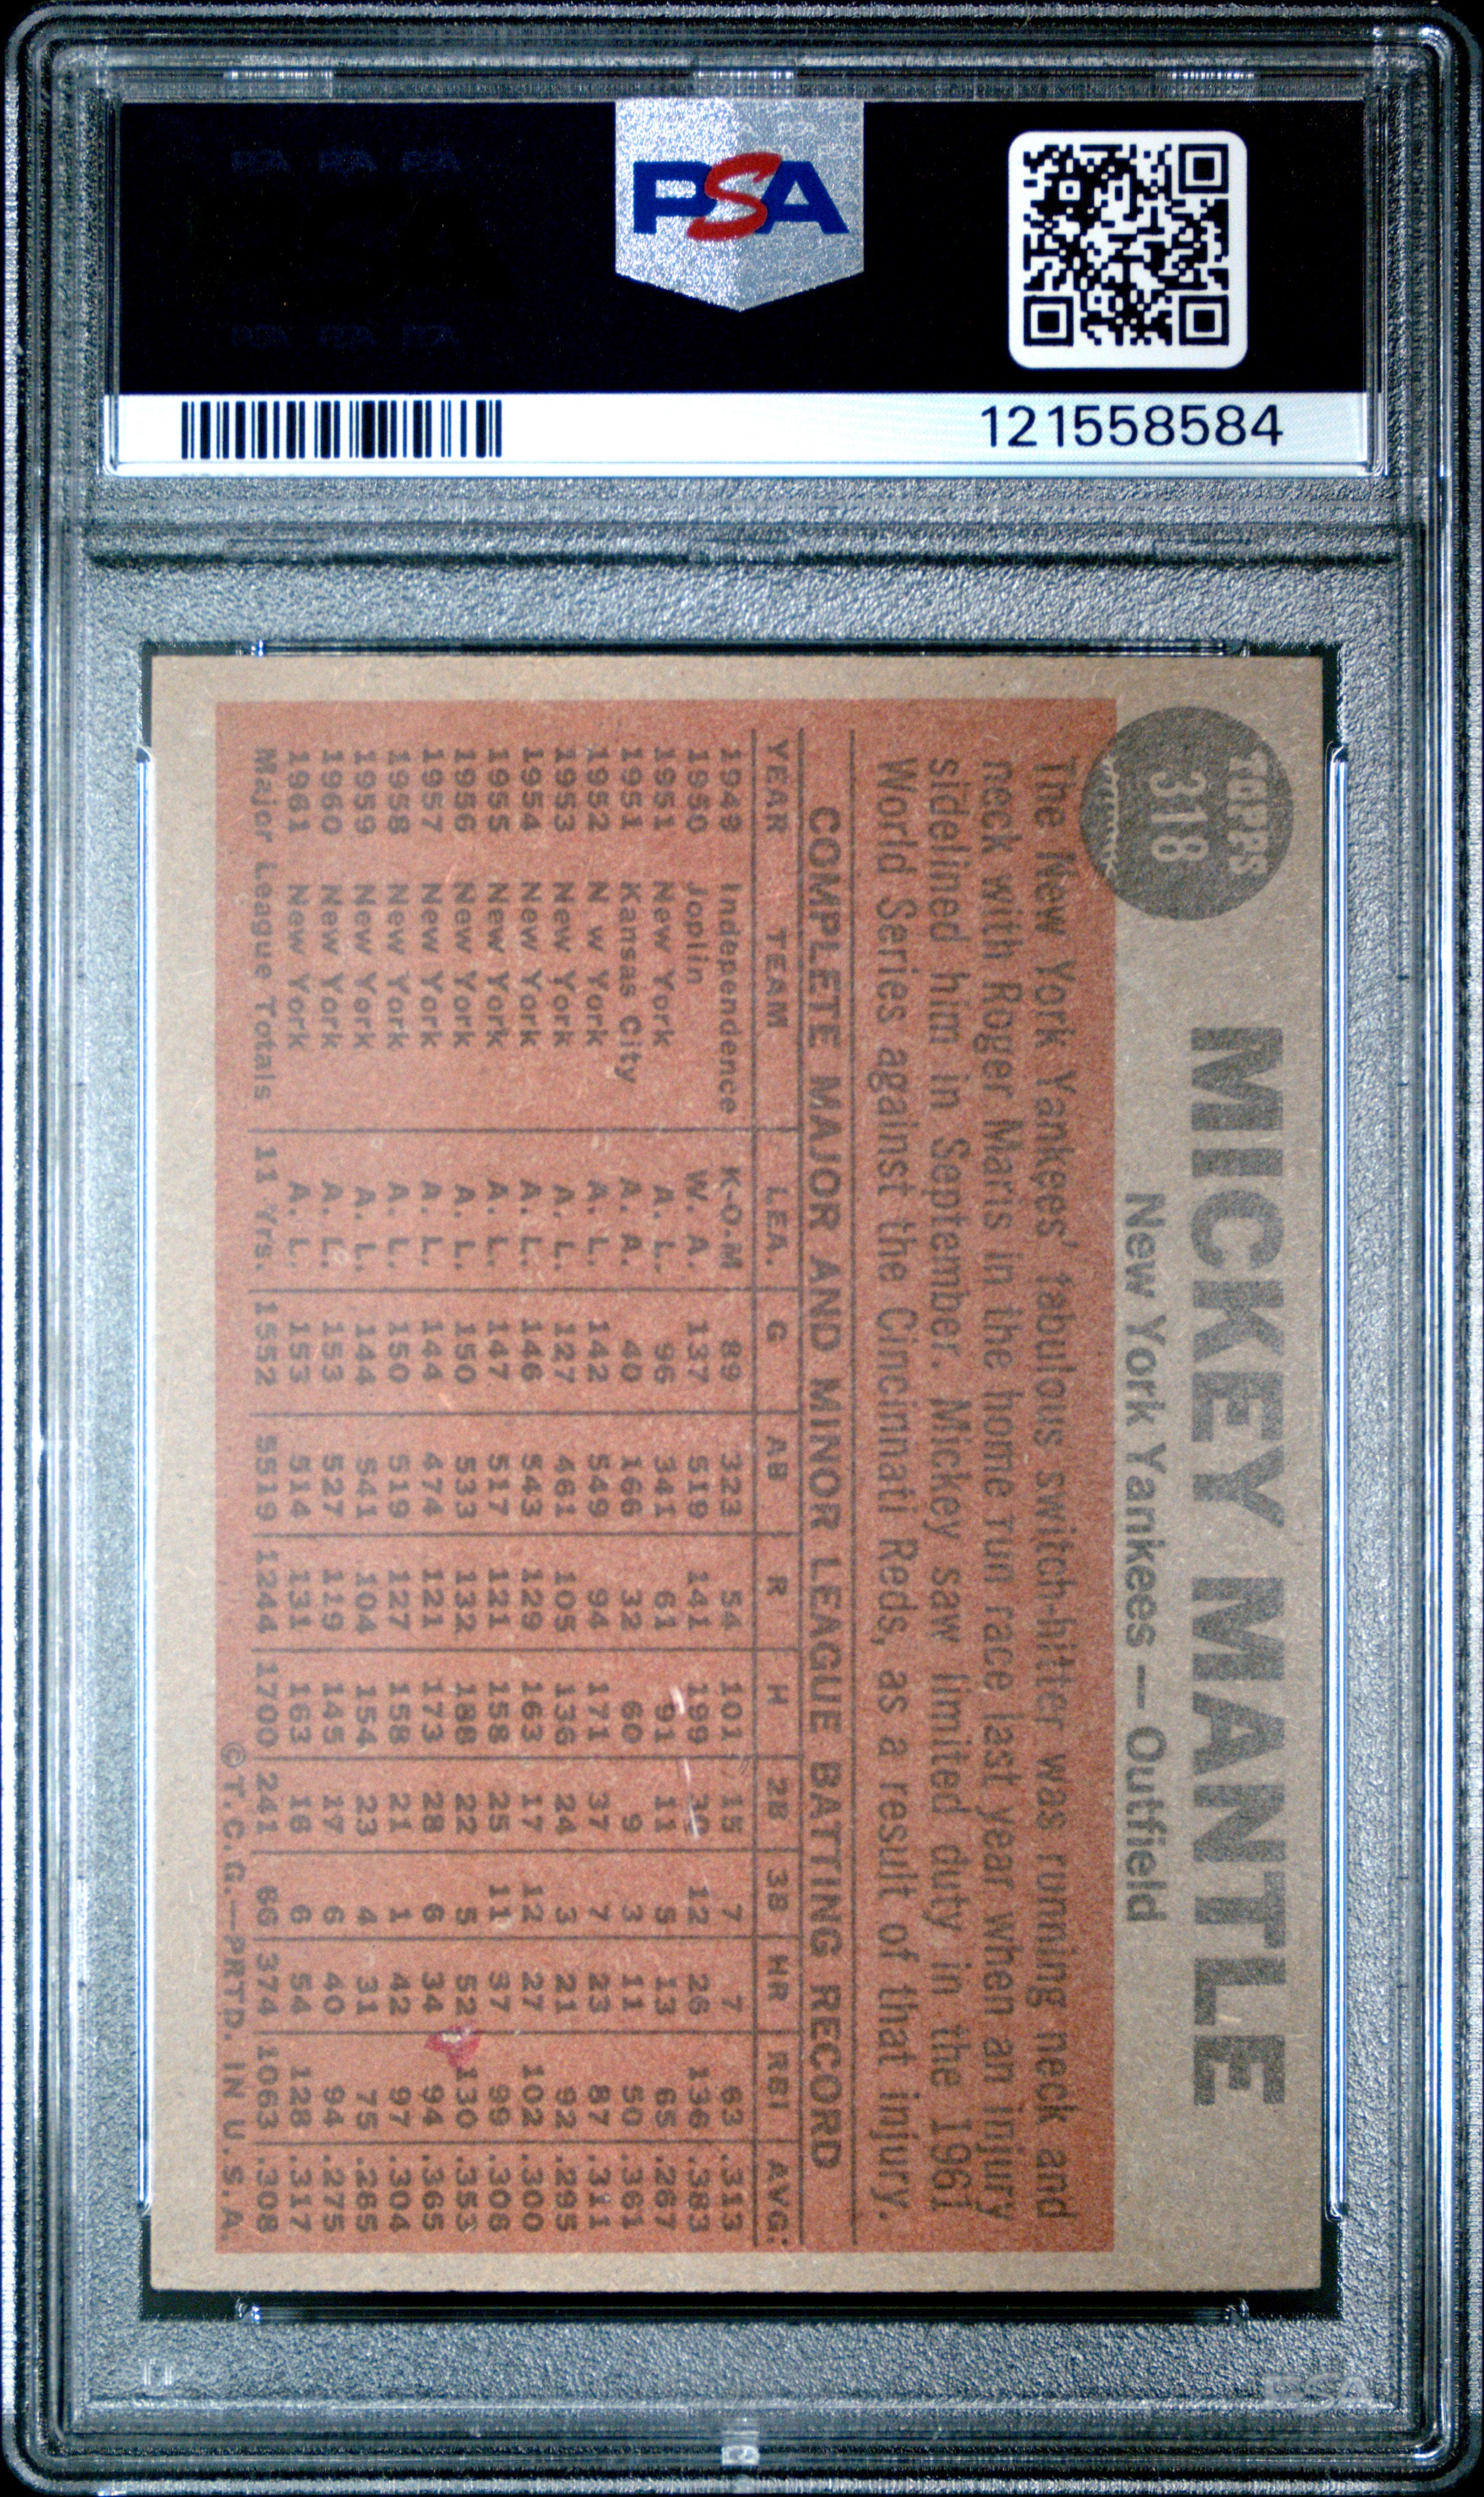 PSA
121558584
TOPPS
318
MICKEY MANTLE
New York Yankees — Outfield
The New York Yankees' fabulous switch-hitter was running neck and
neck with Roger Maris in the home run race last year when an injury
sidelined him in September. Mickey saw limited duty in the 1961
World Series against the Cincinnati Reds, as a result of that injury.
COMPLETE MAJOR AND MINOR LEAGUE BATTING RECORD
YEAR TEAM LEA. G AB R H 2B 3B HR RBI AVG.
1949 Independence K-O-M 89 323 54 101 15 7 7 63 .313
1950 Joplin W. A. 137 519 141 199 30 12 26 136 .383
1951 New York A. L. 96 341 61 91 11 5 13 65 .267
1951 Kansas City A. A. 40 166 32 60 9 3 11 50 .361
1952 N w York A. L. 142 549 94 171 37 7 23 87 .311
1953 New York A. L. 127 461 105 136 24 3 21 92 .295
1954 New York A. L. 146 543 129 163 17 12 27 102 .300
1955 New York A. L. 147 517 121 158 25 11 37 99 .306
1956 New York A. L. 150 533 132 188 22 5 52 130 .353
1957 New York A. L. 144 474 121 173 28 6 34 94 .365
1958 New York A. L. 150 519 127 158 21 1 42 97 .304
1959 New York A. L. 144 541 104 154 23 4 31 75 .285
1960 New York A. L. 153 527 119 145 17 6 40 94 .275
1961 New York A. L. 153 514 131 163 16 6 54 128 .317
Major League Totals 11 Yrs. 1552 5519 1244 1700 241 66 374 1063 .308
©T.C.G.—PRTD. IN U.S.A.
PSA